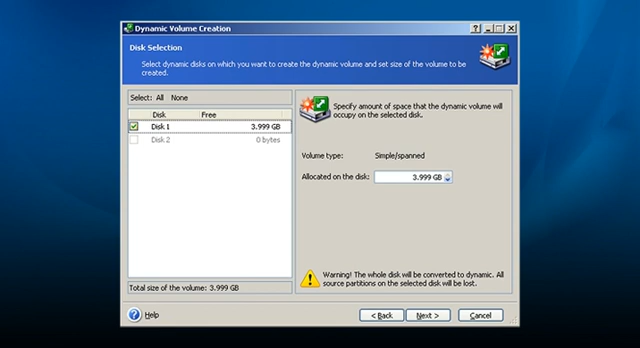 Dynamic Volume Creation
Disk Selection
Select dynamic disks on which you want to create the dynamic volume and set size of the volume to be
created.
Select: All None
Disk Free
Disk 1 3.999 GB
Disk 2 0 bytes
Total size of the volume: 3.999 GB
Specify amount of space that the dynamic volume will
occupy on the selected disk.
Volume type: Simple/spanned
Allocated on the disk: 3.999 GB
Warning! The whole disk will be converted to dynamic. All
source partitions on the selected disk will be lost.
Help
< Back
Next >
Cancel